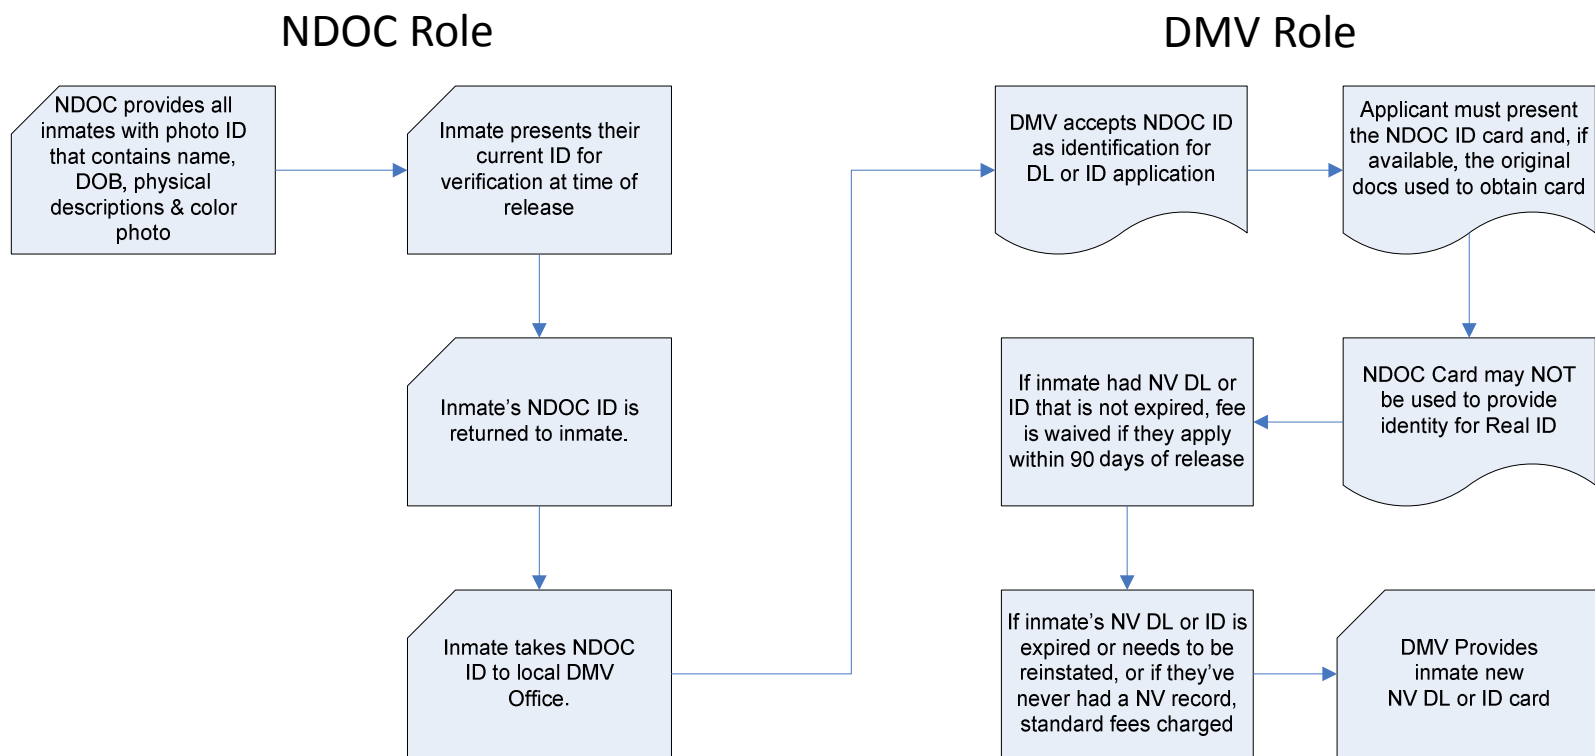 NDOC Role
NDOC provides all
inmates with photo ID
that contains name,
DOB, physical
descriptions & color
photo
Inmate presents their
current ID for
verification at time of
release
Inmate’s NDOC ID is
returned to inmate.
Inmate takes NDOC
ID to local DMV
Office.
DMV Role
DMV accepts NDOC ID
as identification for
DL or ID application
Applicant must present
the NDOC ID card and, if
available, the original
docs used to obtain card
NDOC Card may NOT
be used to provide
identity for Real ID
If inmate had NV DL or
ID that is not expired, fee
is waived if they apply
within 90 days of release
If inmate’s NV DL or ID is
expired or needs to be
reinstated, or if they’ve
never had a NV record,
standard fees charged
DMV Provides
inmate new
NV DL or ID card